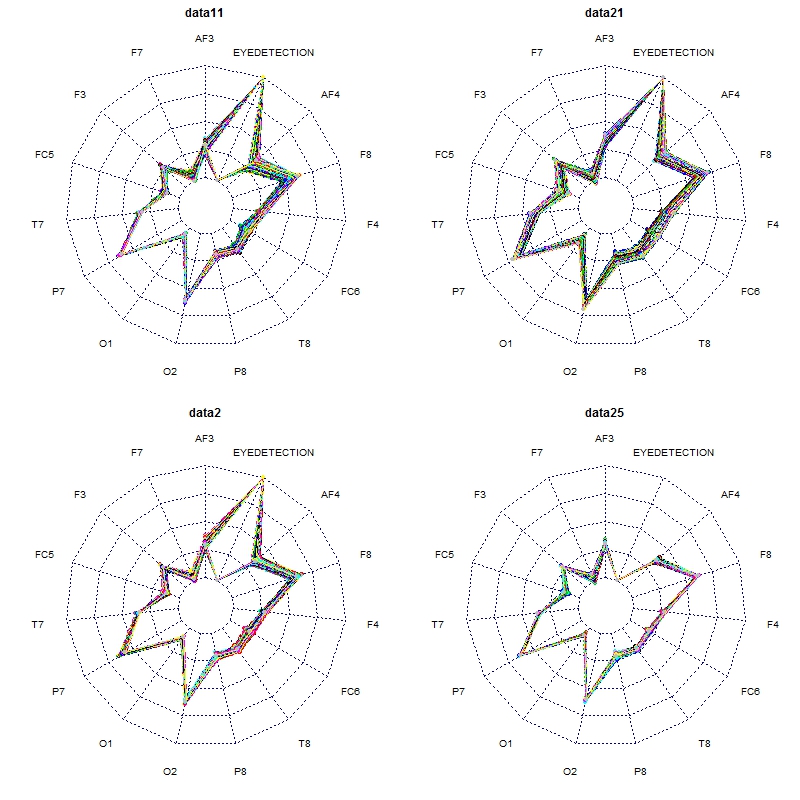 data11
AF3
F7 EYEDETECTION
F3 AF4
FC5 F8
T7 F4
P7 FC6
O1 T8
O2 P8
data21
AF3
F7 EYEDETECTION
F3 AF4
FC5 F8
T7 F4
P7 FC6
O1 T8
O2 P8
data2
AF3
F7 EYEDETECTION
F3 AF4
FC5 F8
T7 F4
P7 FC6
O1 T8
O2 P8
data25
AF3
F7 EYEDETECTION
F3 AF4
FC5 F8
T7 F4
P7 FC6
O1 T8
O2 P8